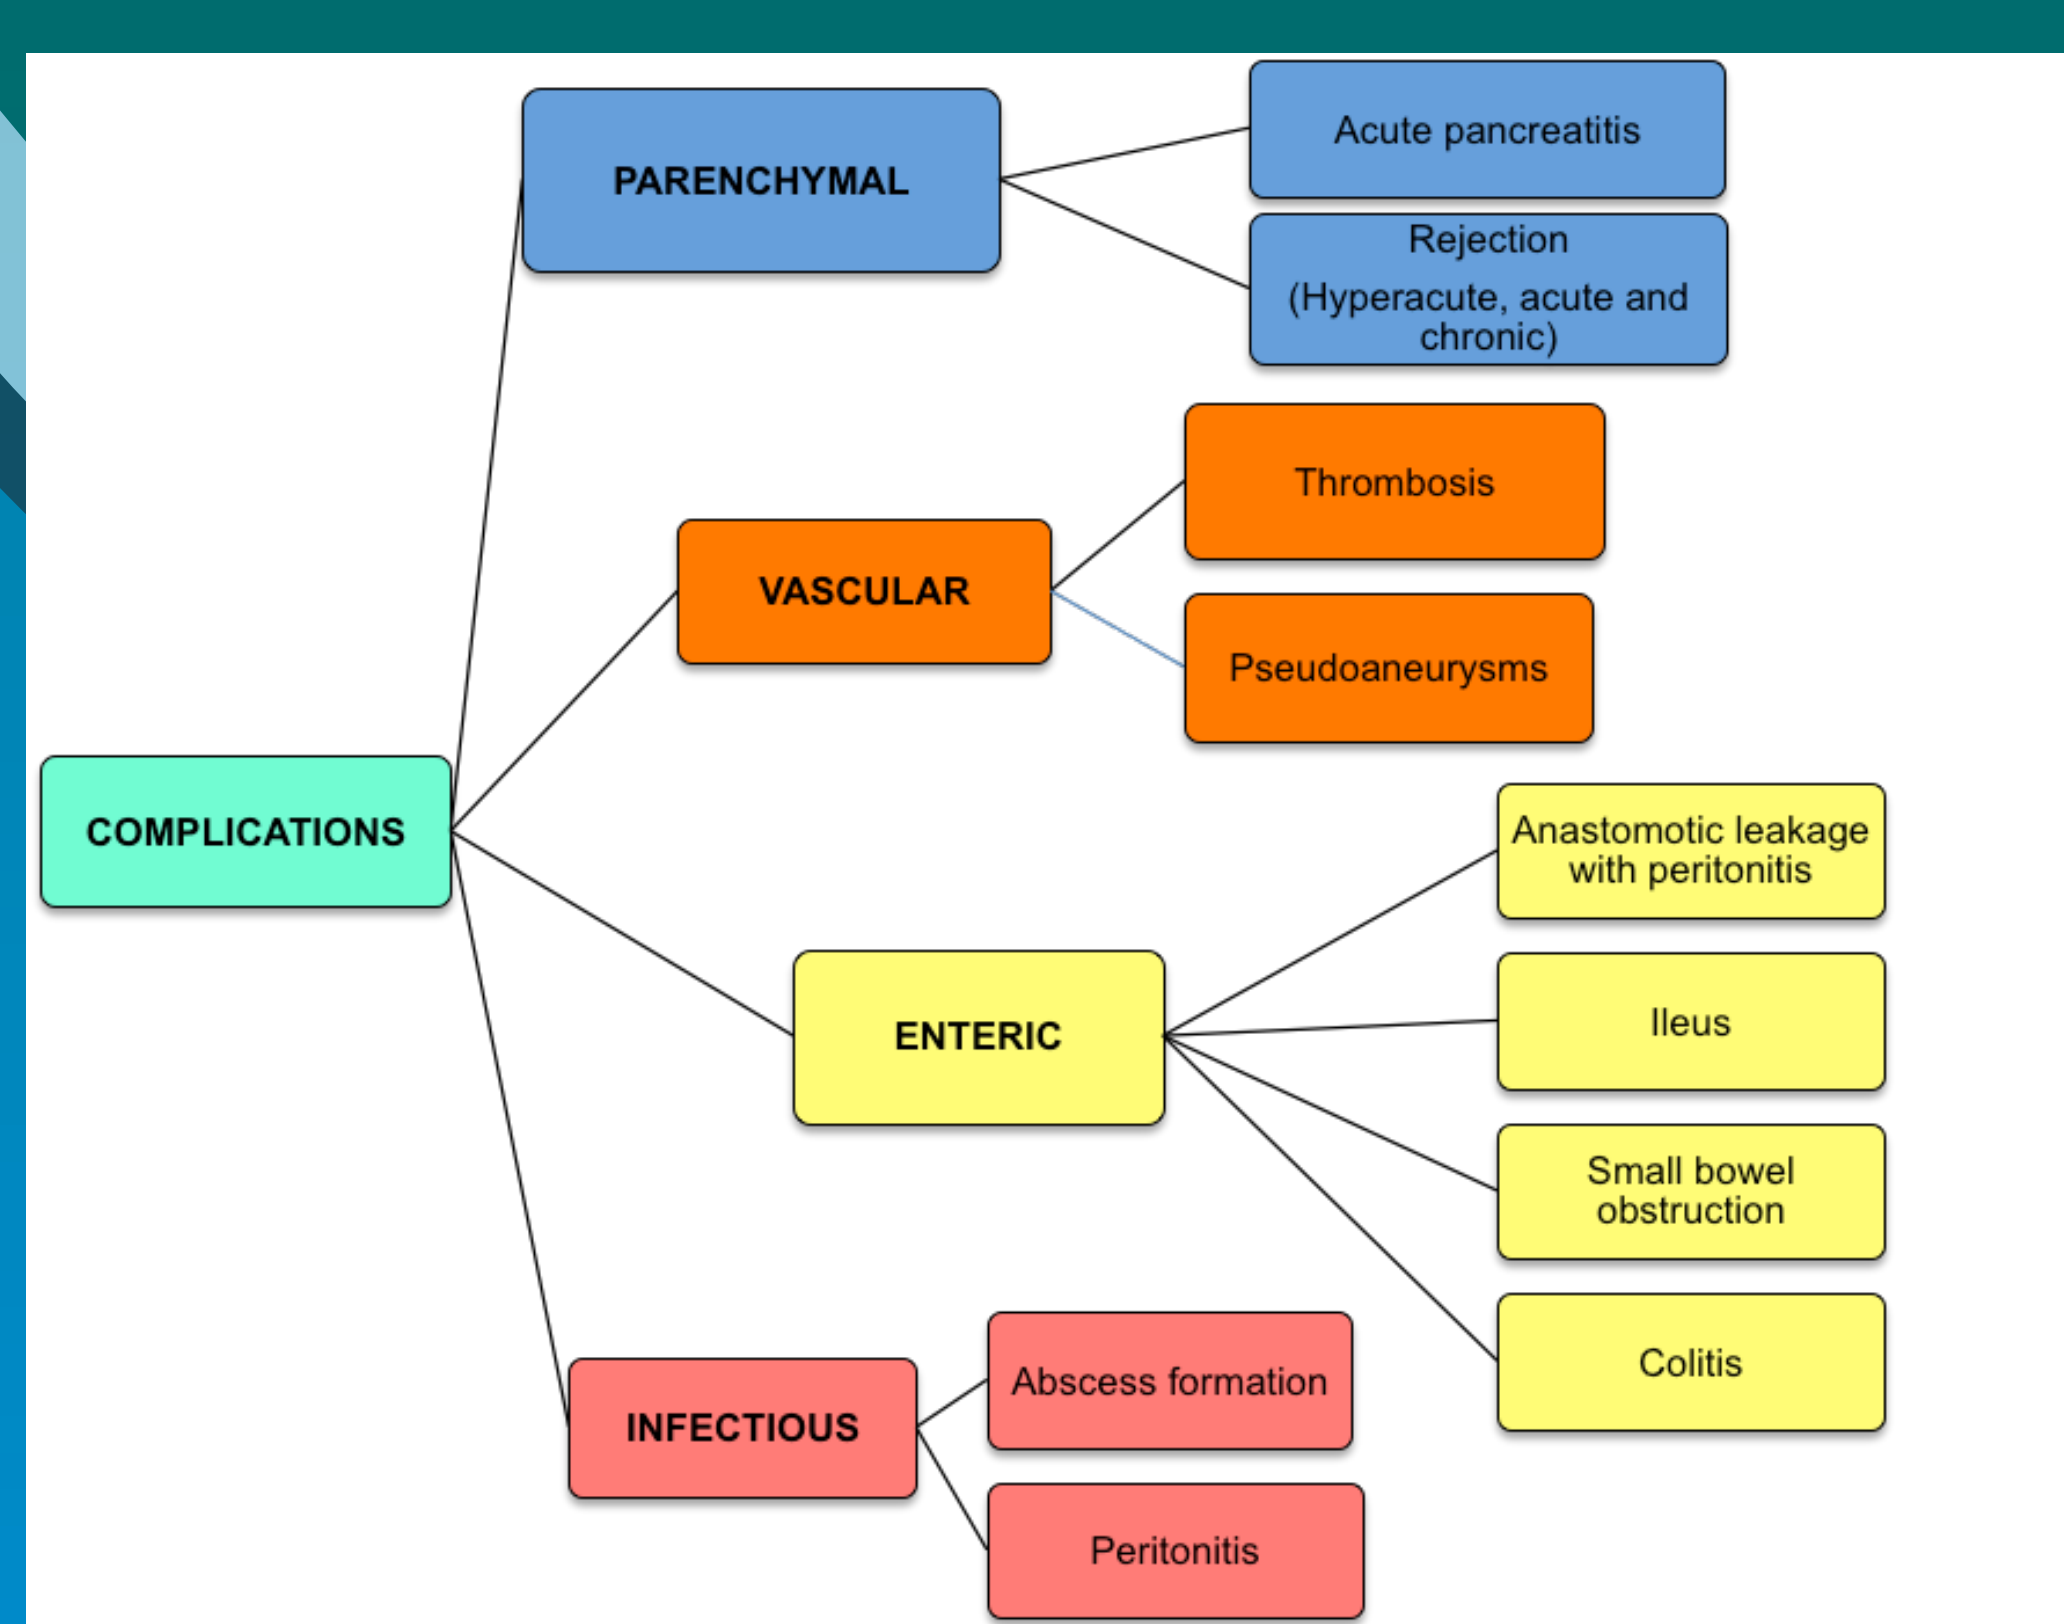 COMPLICATIONS
PARENCHYMAL
Acute pancreatitis
Rejection
(Hyperacute, acute and
chronic)
VASCULAR
Thrombosis
Pseudoaneurysms
ENTERIC
Anastomotic leakage
with peritonitis
Ileus
Small bowel
obstruction
Colitis
INFECTIOUS
Abscess formation
Peritonitis